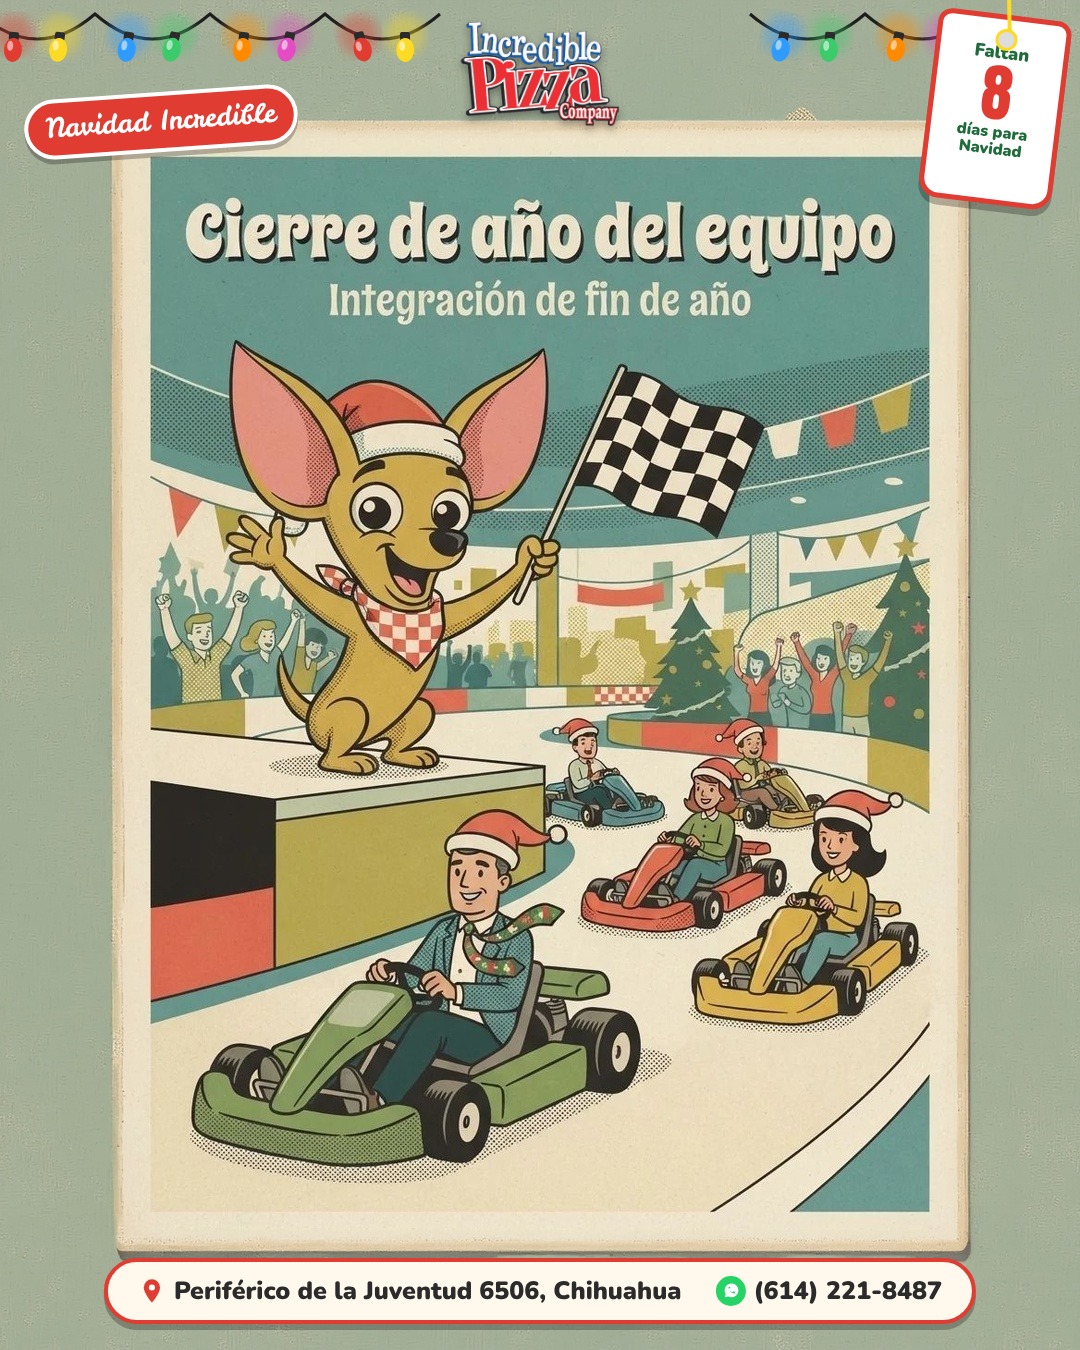 Incredible
Pizza
Company
Navidad Incredible
Faltan
8
días para
Navidad
Cierre de año del equipo
Integración de fin de año
Periférico de la Juventud 6506, Chihuahua
(614) 221-8487